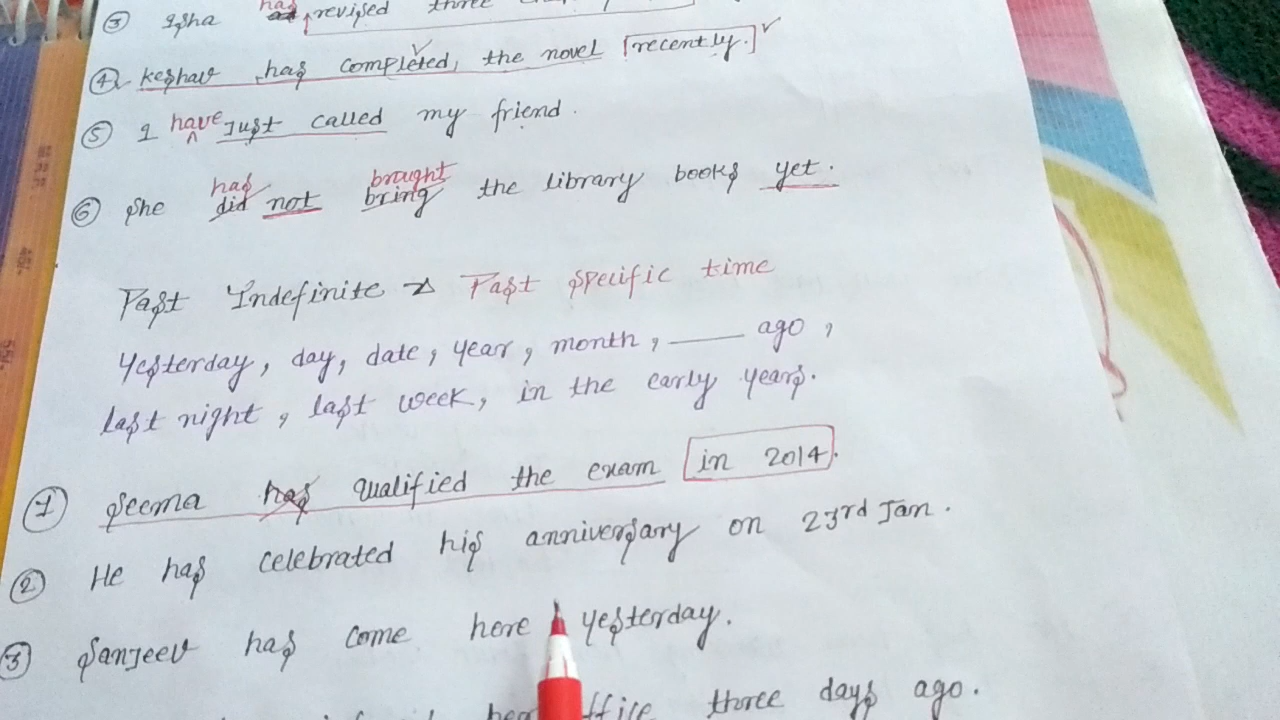 ③ Isha has revised three
④ Keshav has completed, the novel [recently.] ✓
⑤ I have Just called my friend.
has brought
⑥ She did not bring the library books yet.
Past Indefinite → Past specific time
Yesterday, day, date, year, month, ___ ago,
last night, last week, in the early years.
① Seema has qualified the exam in 2014.
② He has celebrated his anniversary on 23rd Jan.
③ Sanjeev has come here yesterday.
office three days ago.